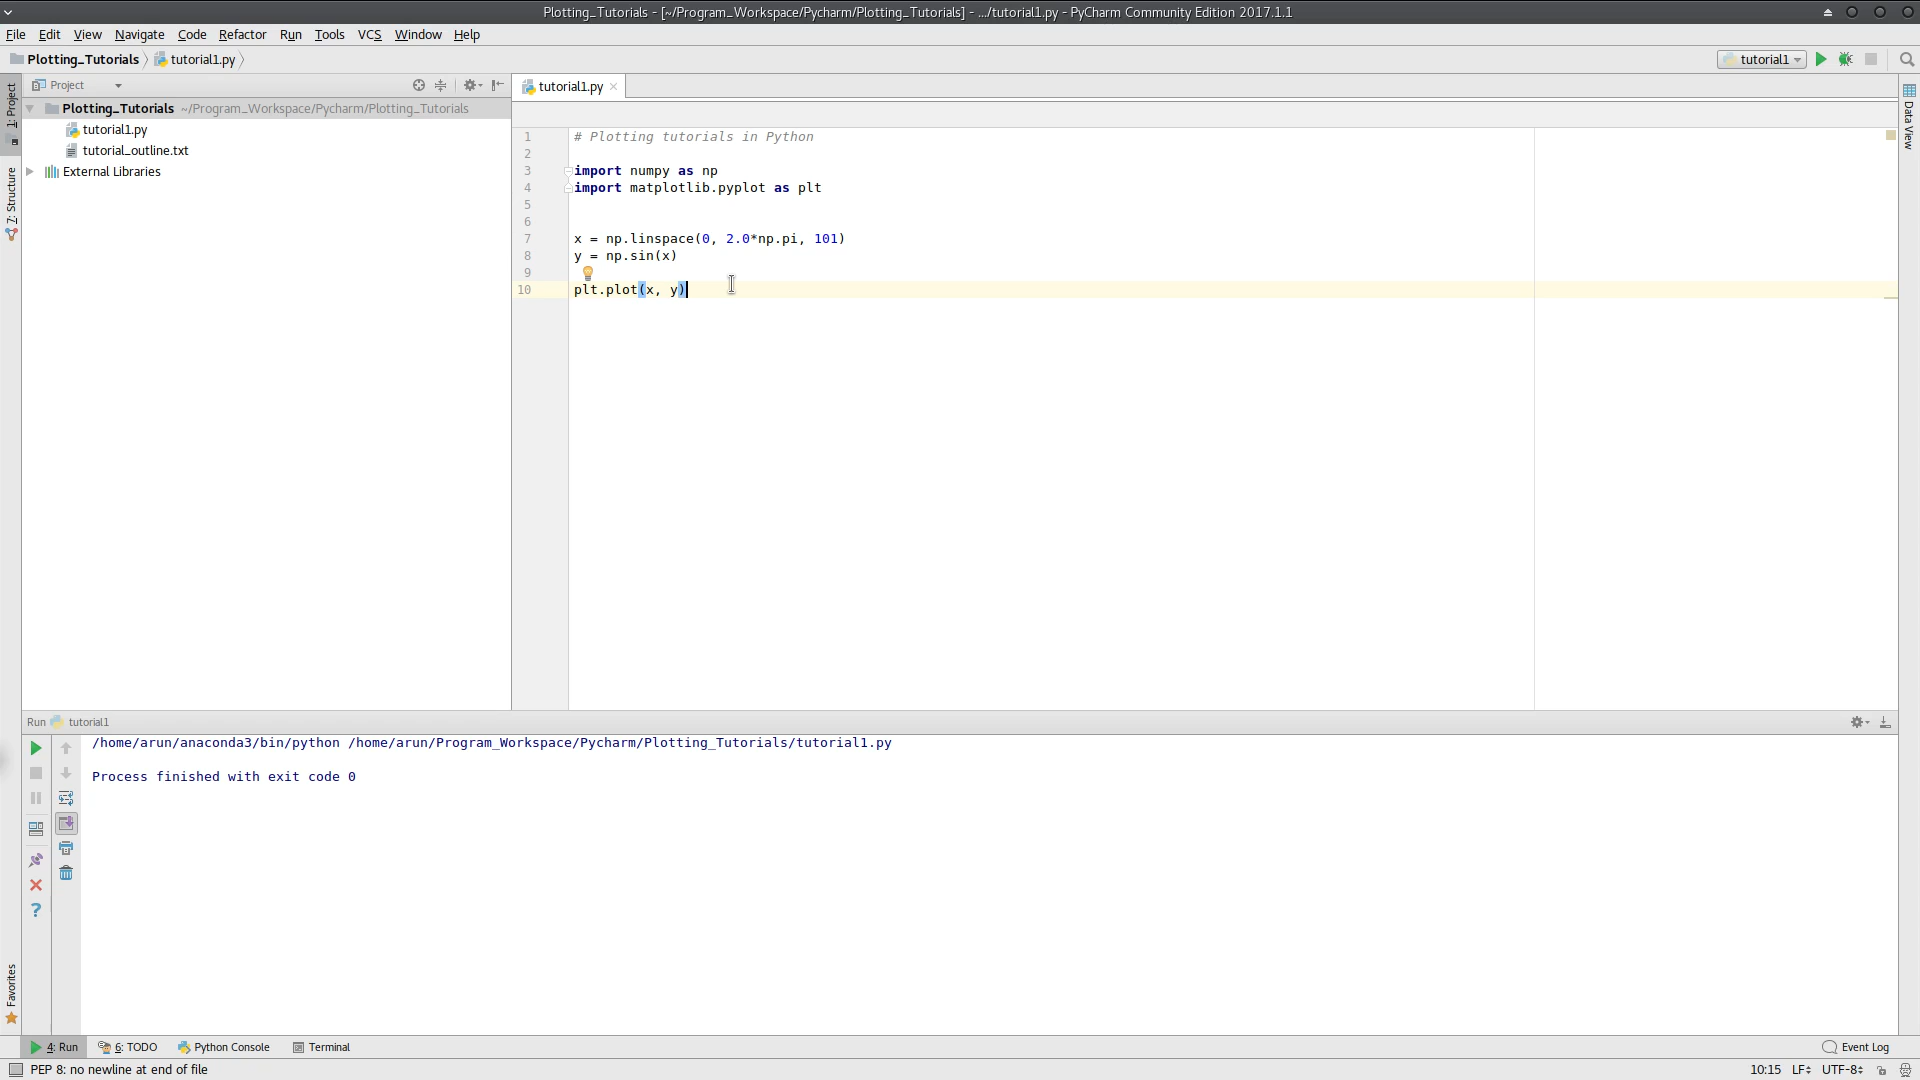 Plotting_Tutorials - [~/Program_Workspace/Pycharm/Plotting_Tutorials] - .../tutorial1.py - PyCharm Community Edition 2017.1.1
File Edit View Navigate Code Refactor Run Tools VCS Window Help
Plotting_Tutorials tutorial1.py tutorial1
Project
tutorial1.py
1: Project
7: Structure
Favorites
Data View
Plotting_Tutorials ~/Program_Workspace/Pycharm/Plotting_Tutorials
tutorial1.py
tutorial_outline.txt
External Libraries
1 # Plotting tutorials in Python
2
3 import numpy as np
4 import matplotlib.pyplot as plt
5
6
7 x = np.linspace(0, 2.0*np.pi, 101)
8 y = np.sin(x)
9
10 plt.plot(x, y)
Run tutorial1
/home/arun/anaconda3/bin/python /home/arun/Program_Workspace/Pycharm/Plotting_Tutorials/tutorial1.py
Process finished with exit code 0
4: Run 6: TODO Python Console Terminal Event Log
PEP 8: no newline at end of file 10:15 LF UTF-8